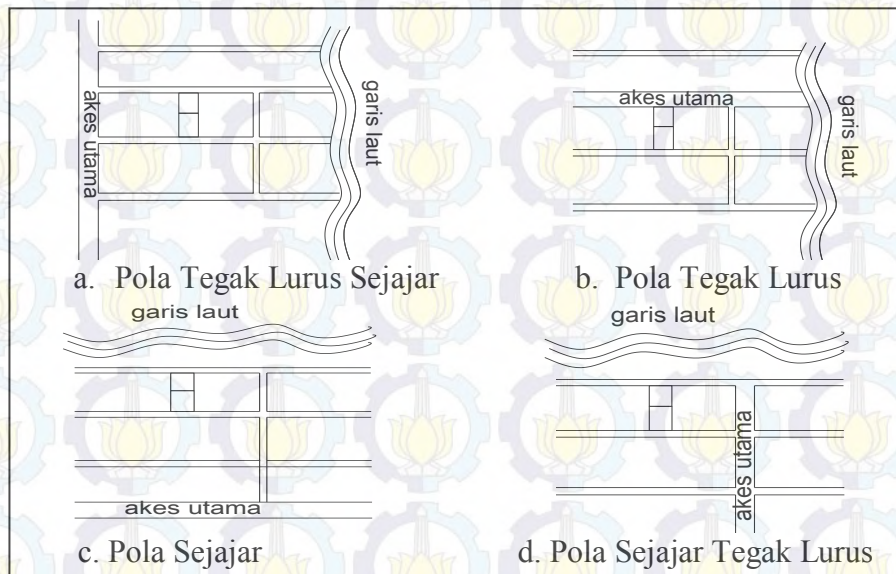 akes utama
garis laut
a. Pola Tegak Lurus Sejajar
akes utama
garis laut
b. Pola Tegak Lurus
garis laut
akes utama
c. Pola Sejajar
garis laut
akes utama
d. Pola Sejajar Tegak Lurus